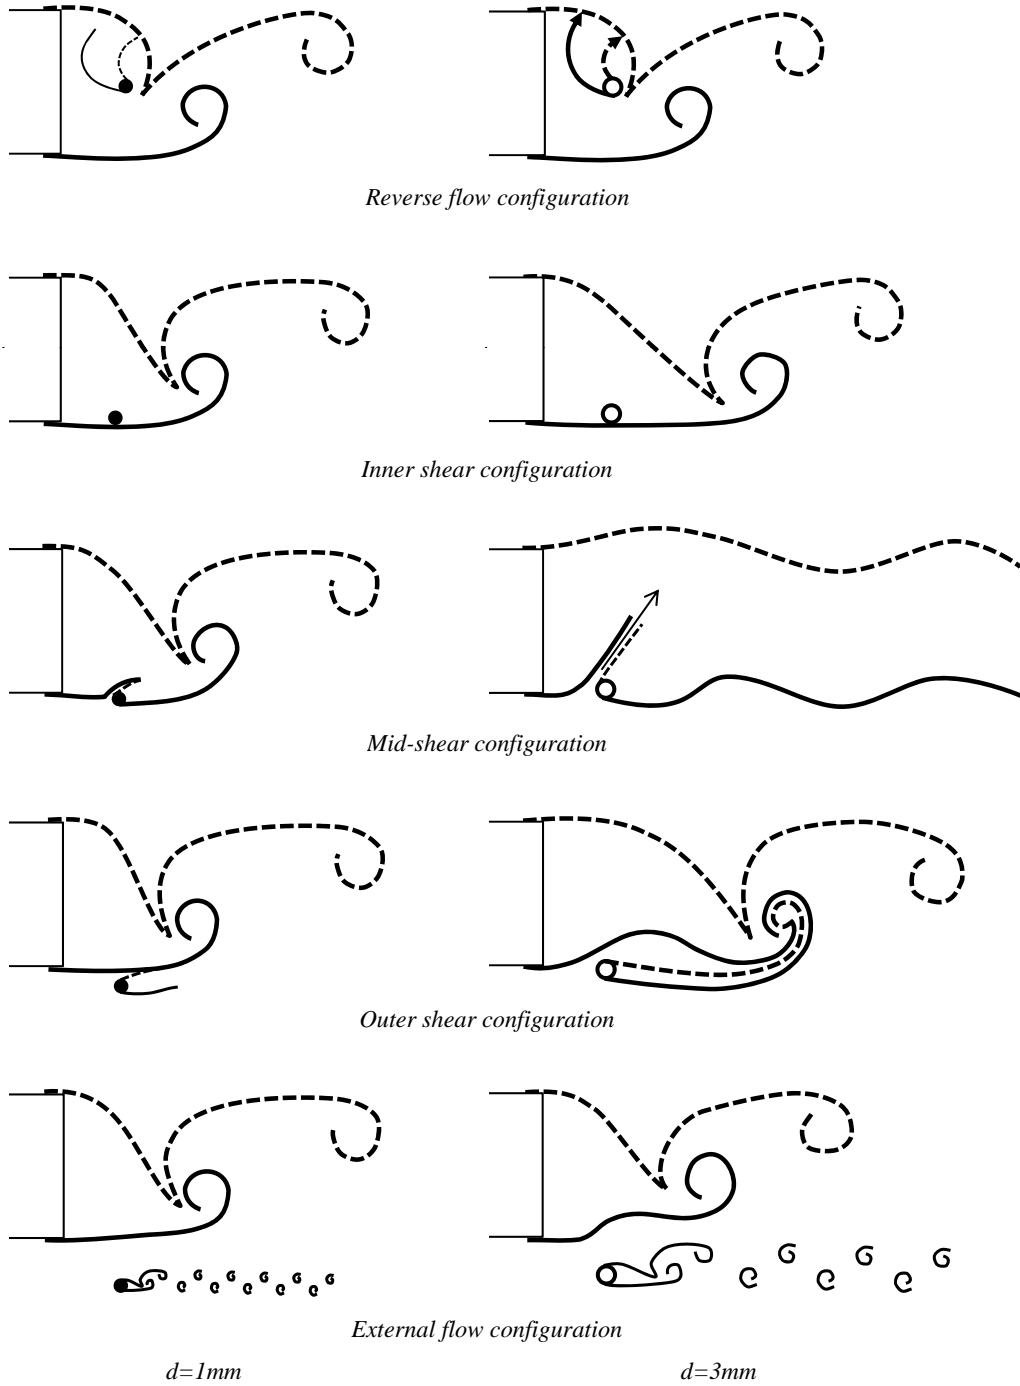 Reverse flow configuration
Inner shear configuration
Mid-shear configuration
Outer shear configuration
External flow configuration
d=1mm d=3mm